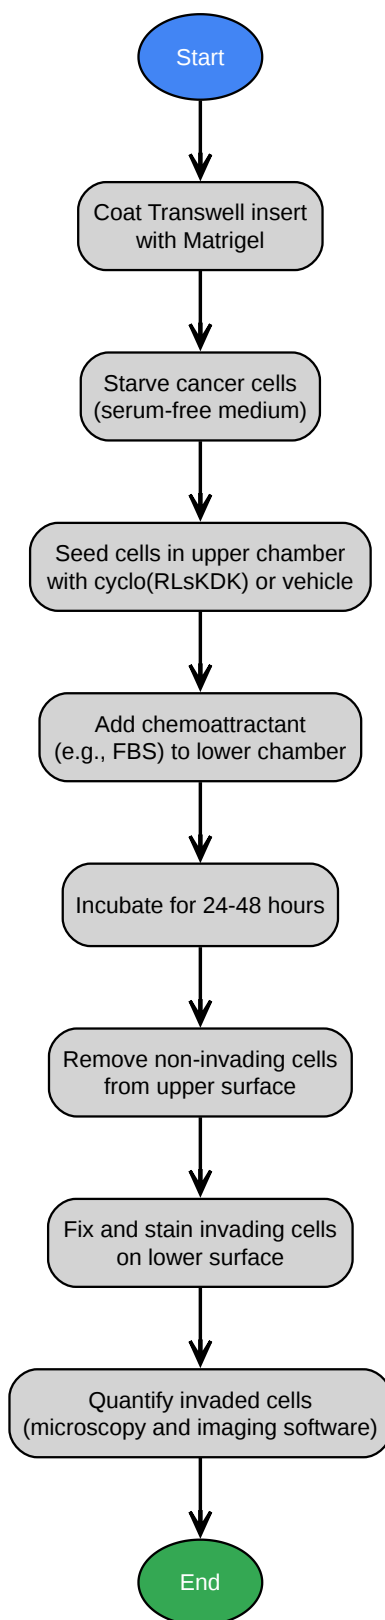 Start
Coat Transwell insert
with Matrigel
Starve cancer cells
(serum-free medium)
Seed cells in upper chamber
with cyclo(RLsKDK) or vehicle
Add chemoattractant
(e.g., FBS) to lower chamber
Incubate for 24-48 hours
Remove non-invading cells
from upper surface
Fix and stain invading cells
on lower surface
Quantify invaded cells
(microscopy and imaging software)
End